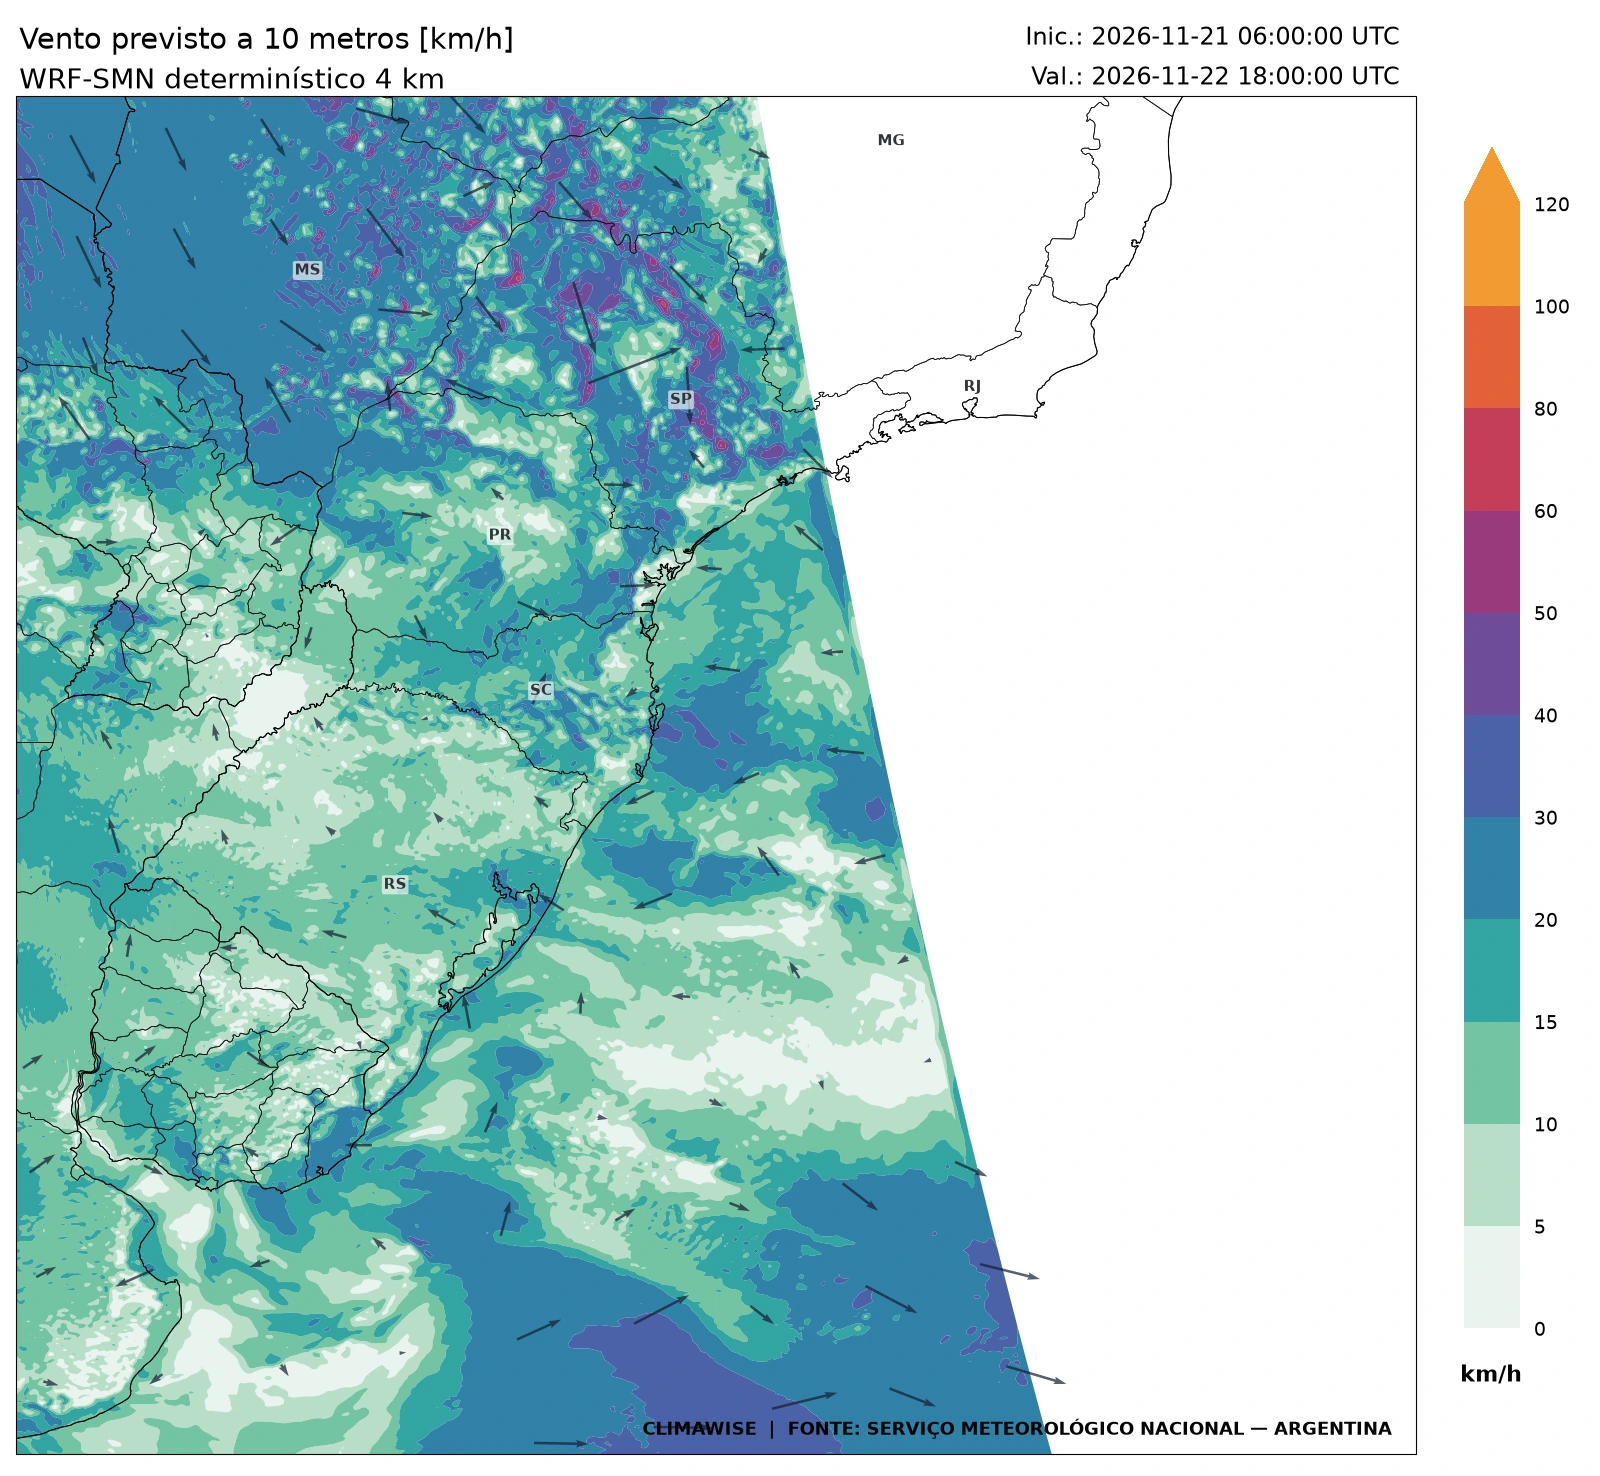 Vento previsto a 10 metros [km/h]
WRF-SMN determinístico 4 km
Inic.: 2026-11-21 06:00:00 UTC
Val.: 2026-11-22 18:00:00 UTC
MG
MS
RJ
SP
PR
SC
RS
120
100
80
60
50
40
30
20
15
10
5
0
km/h
CLIMAWISE | FONTE: SERVIÇO METEOROLÓGICO NACIONAL — ARGENTINA